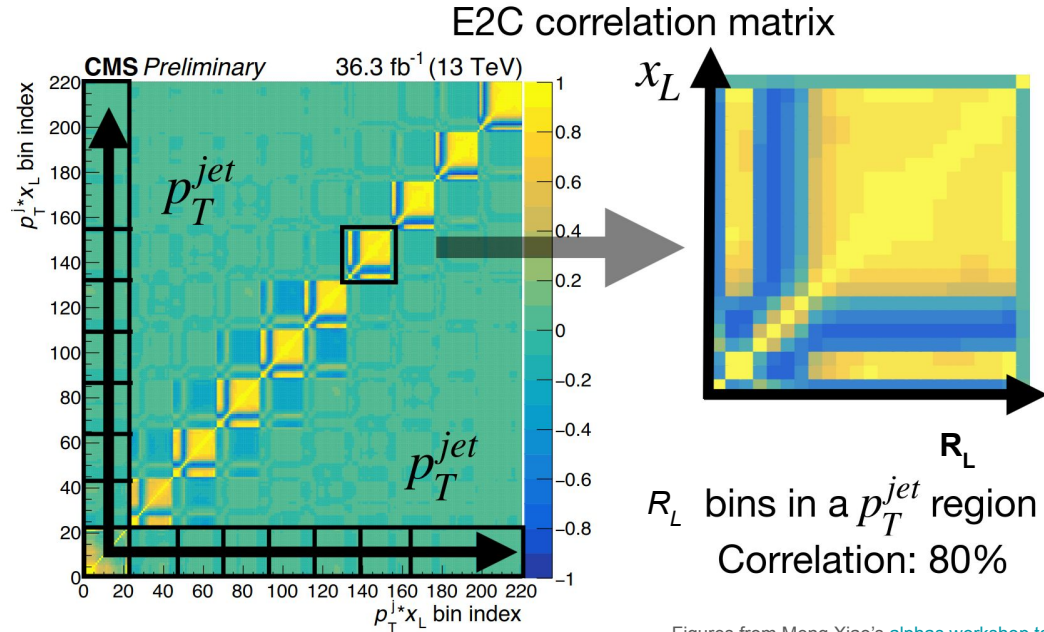 E2C correlation matrix
CMS Preliminary 36.3 fb⁻¹ (13 TeV)
p_T^j*x_L bin index
220
200
180
160
140
120
100
80
60
40
20
0
0 20 40 60 80 100 120 140 160 180 200 220
p_T^j*x_L bin index
1
0.8
0.6
0.4
0.2
0
−0.2
−0.4
−0.6
−0.8
−1
p_T^{jet}
p_T^{jet}
x_L
R_L
R_L bins in a p_T^{jet} region
Correlation: 80%
Figures from Meng Xiao's alphas workshop